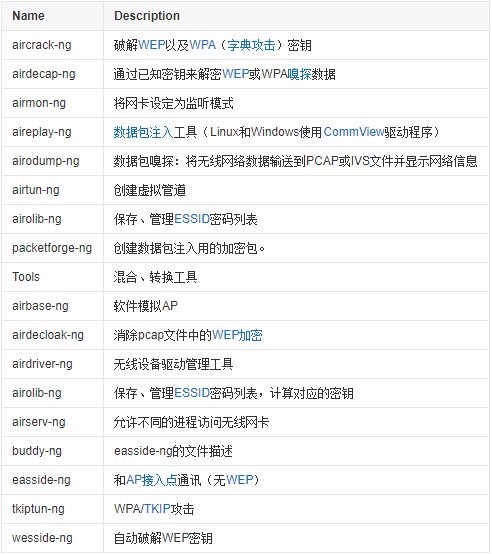 Name Description
aircrack-ng 破解WEP以及WPA（字典攻击）密钥
airdecap-ng 通过已知密钥来解密WEP或WPA嗅探数据
airmon-ng 将网卡设定为监听模式
aireplay-ng 数据包注入工具（Linux和Windows使用CommView驱动程序）
airodump-ng 数据包嗅探：将无线网络数据输送到PCAP或IVS文件并显示网络信息
airtun-ng 创建虚拟管道
airolib-ng 保存、管理ESSID密码列表
packetforge-ng 创建数据包注入用的加密包。
Tools 混合、转换工具
airbase-ng 软件模拟AP
airdecloak-ng 消除pcap文件中的WEP加密
airdriver-ng 无线设备驱动管理工具
airolib-ng 保存、管理ESSID密码列表，计算对应的密钥
airserv-ng 允许不同的进程访问无线网卡
buddy-ng easside-ng的文件描述
easside-ng 和AP接入点通讯（无WEP）
tkiptun-ng WPA/TKIP攻击
wesside-ng 自动破解WEP密钥